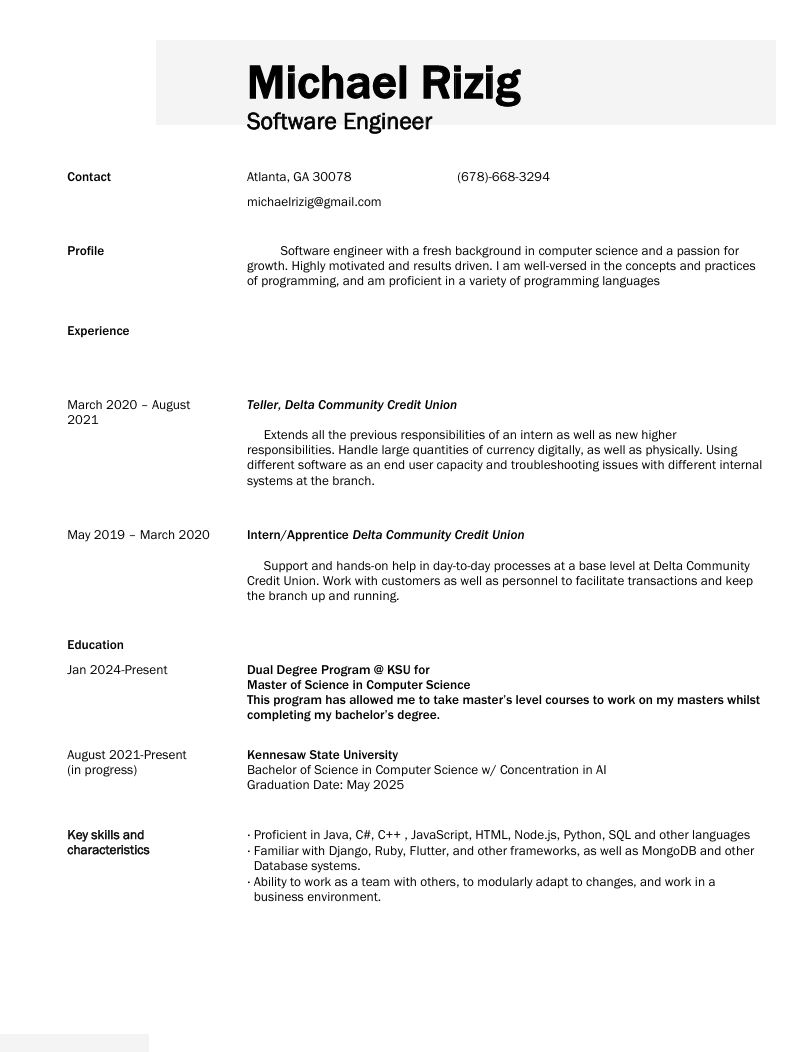 Michael Rizig
Software Engineer
Contact
Atlanta, GA 30078 (678)-668-3294
michaelrizig@gmail.com
Profile
Software engineer with a fresh background in computer science and a passion for
growth. Highly motivated and results driven. I am well-versed in the concepts and practices
of programming, and am proficient in a variety of programming languages
Experience
March 2020 – August
2021
Teller, Delta Community Credit Union
Extends all the previous responsibilities of an intern as well as new higher
responsibilities. Handle large quantities of currency digitally, as well as physically. Using
different software as an end user capacity and troubleshooting issues with different internal
systems at the branch.
May 2019 – March 2020
Intern/Apprentice Delta Community Credit Union
Support and hands-on help in day-to-day processes at a base level at Delta Community
Credit Union. Work with customers as well as personnel to facilitate transactions and keep
the branch up and running.
Education
Jan 2024-Present
Dual Degree Program @ KSU for
Master of Science in Computer Science
This program has allowed me to take master’s level courses to work on my masters whilst
completing my bachelor’s degree.
August 2021-Present
(in progress)
Kennesaw State University
Bachelor of Science in Computer Science w/ Concentration in AI
Graduation Date: May 2025
Key skills and
characteristics
· Proficient in Java, C#, C++ , JavaScript, HTML, Node.js, Python, SQL and other languages
· Familiar with Django, Ruby, Flutter, and other frameworks, as well as MongoDB and other
Database systems.
· Ability to work as a team with others, to modularly adapt to changes, and work in a
business environment.